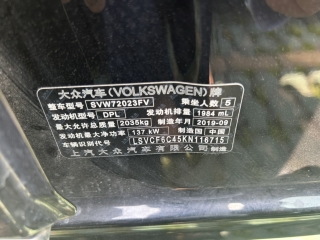 大众汽车(VOLKSWAGEN)牌
整车型号 SVW72023FV 乘坐人数 5
发动机型号 DPL 发动机排量 1984 mL
最大允许总质量 2035kg 制造年月 2019-09
发动机最大净功率 137 kW 制造国 中国
车辆识别代号 LSVCF6C45KN116715
上汽大众汽车有限公司 制造